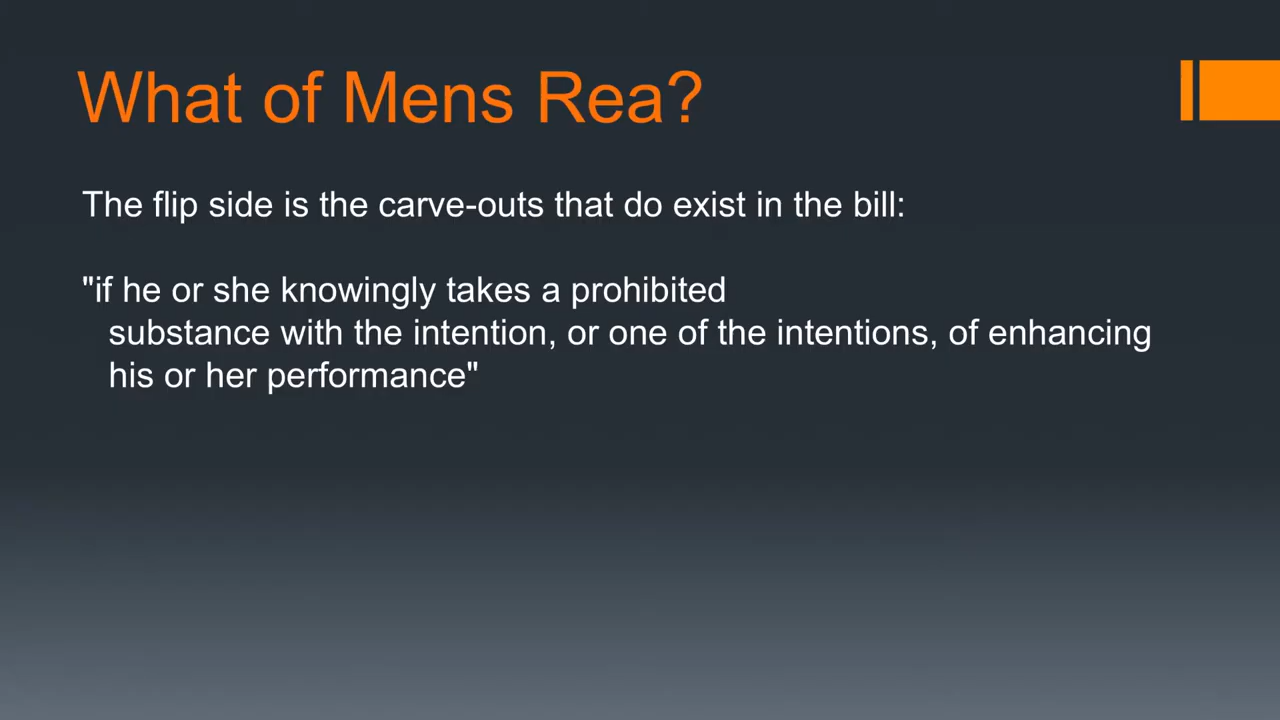 What of Mens Rea?
The flip side is the carve-outs that do exist in the bill:
"if he or she knowingly takes a prohibited
substance with the intention, or one of the intentions, of enhancing
his or her performance"